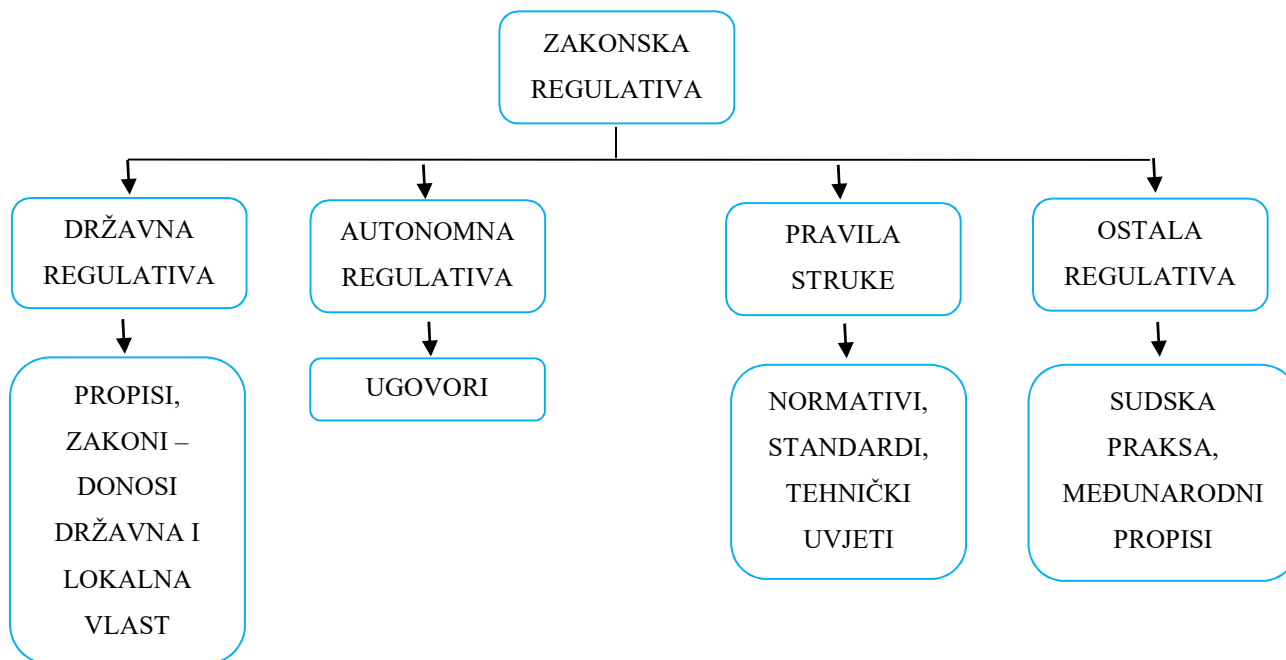 ZAKONSKA
REGULATIVA
DRŽAVNA
REGULATIVA
AUTONOMNA
REGULATIVA
PRAVILA
STRUKE
OSTALA
REGULATIVA
PROPISI,
ZAKONI –
DONOSI
DRŽAVNA I
LOKALNA
VLAST
UGOVORI
NORMATIVI,
STANDARDI,
TEHNIČKI
UVJETI
SUDSKA
PRAKSA,
MEĐUNARODNI
PROPISI